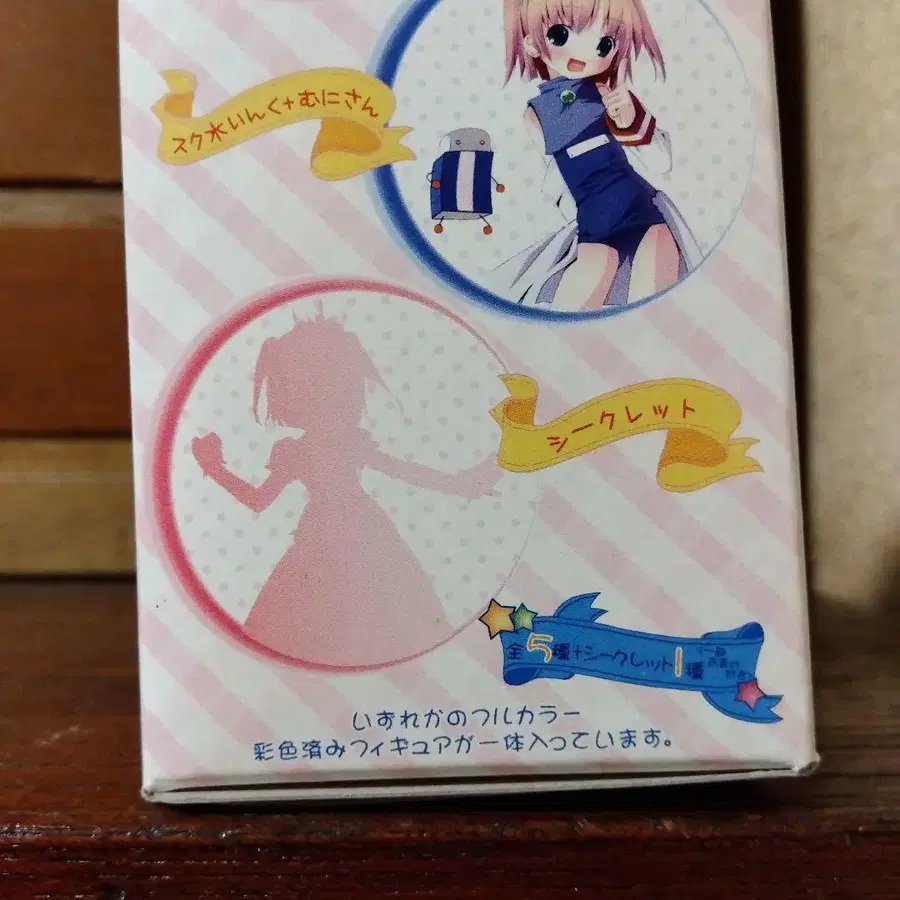 スク水いんく+むにさん
シークレット
全5種+シークレット1種
いずれかのフルカラー
彩色済みフィギュアが一体入っています。